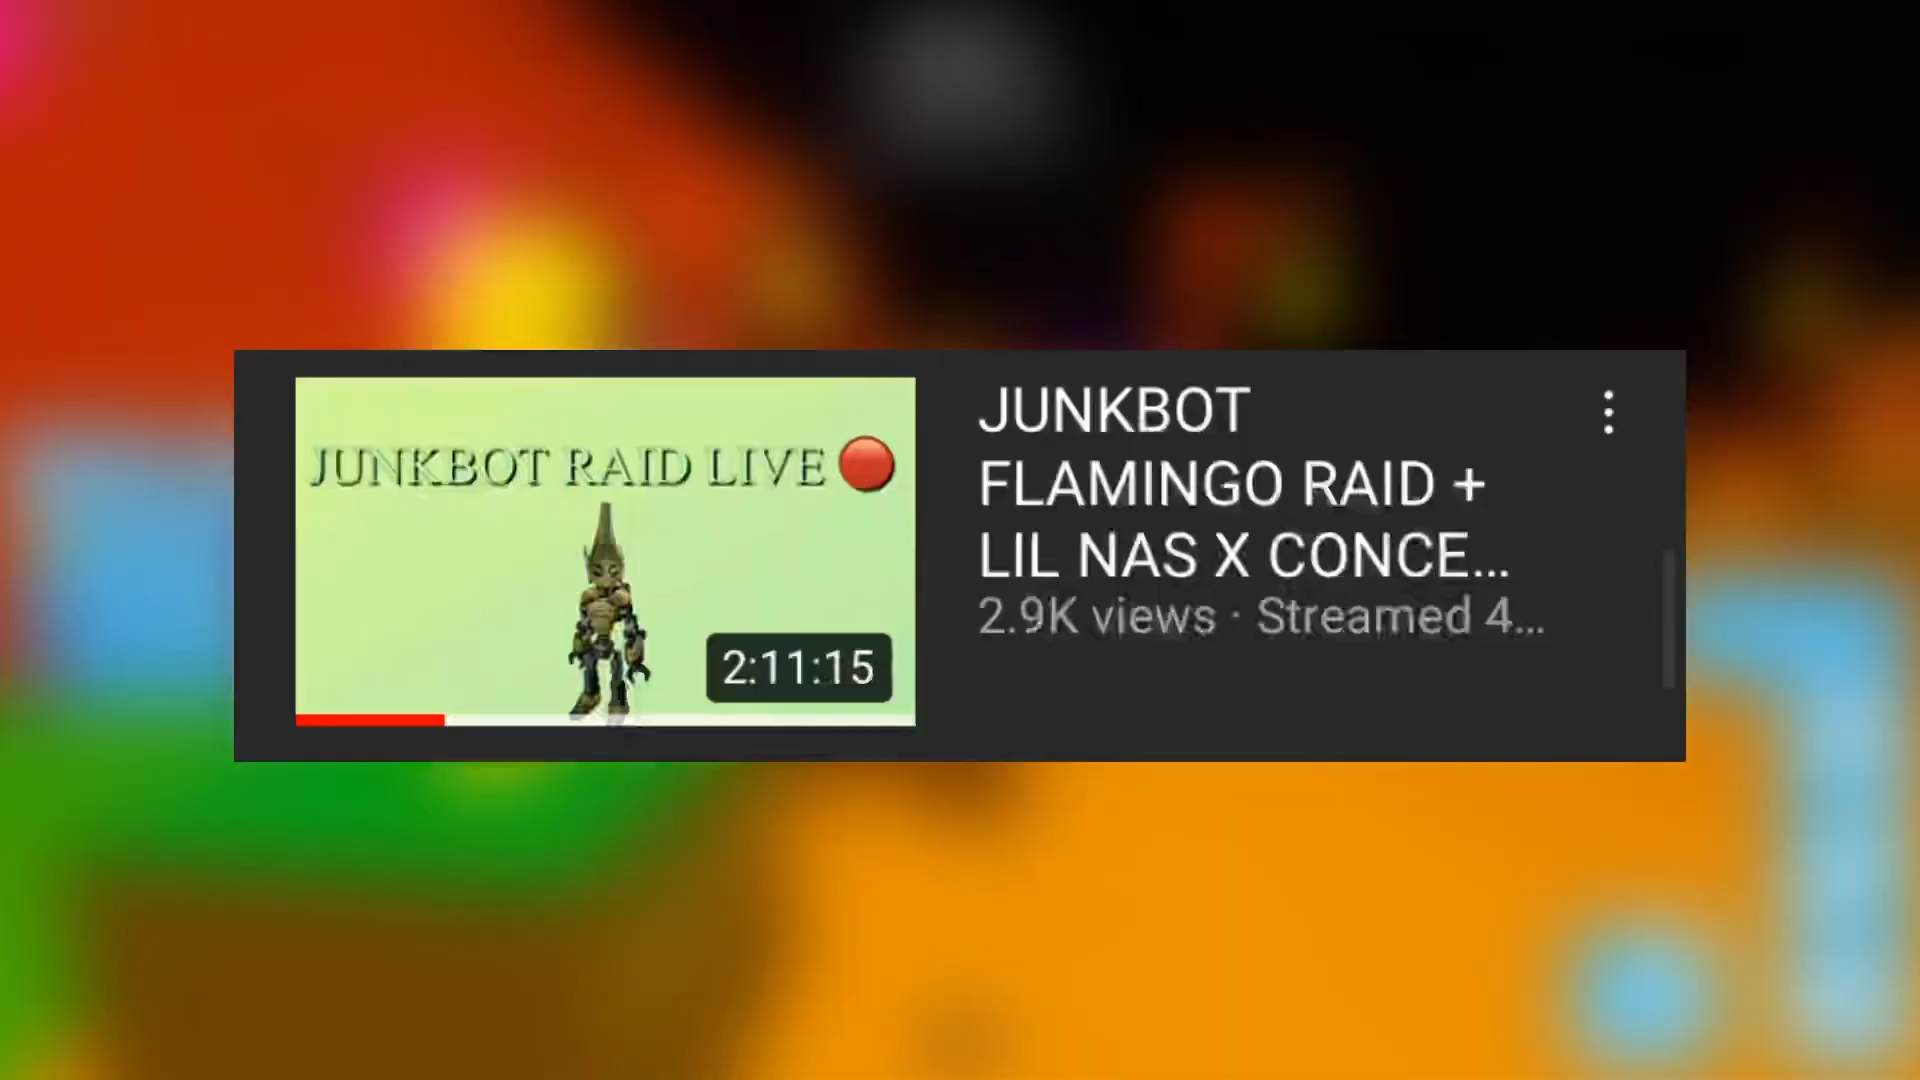 JUNKBOT RAID LIVE
2:11:15
JUNKBOT
FLAMINGO RAID +
LIL NAS X CONCE...
2.9K views · Streamed 4...